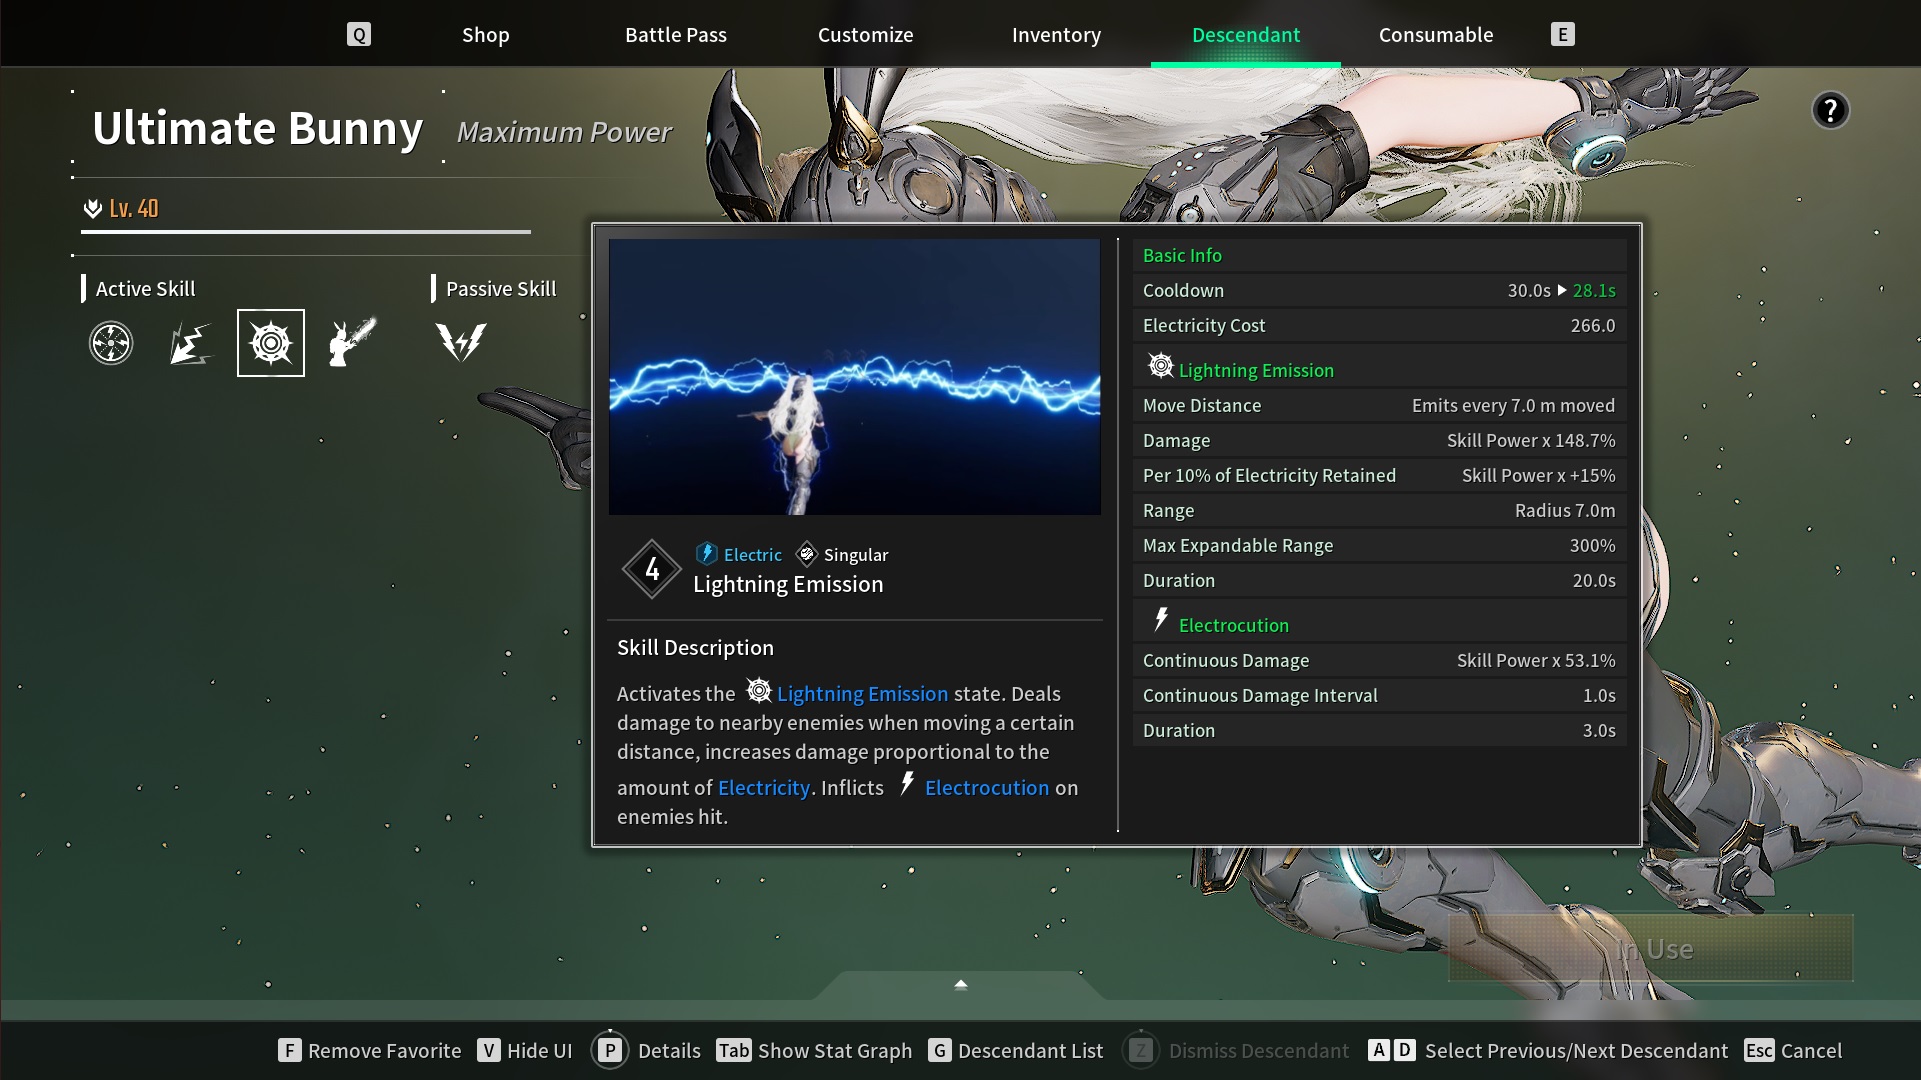 Q Shop Battle Pass Customize Inventory Descendant Consumable E
Ultimate Bunny Maximum Power
?
Lv. 40
Active Skill Passive Skill
4
Electric Singular
Lightning Emission
Skill Description
Activates the Lightning Emission state. Deals
damage to nearby enemies when moving a certain
distance, increases damage proportional to the
amount of Electricity. Inflicts Electrocution on
enemies hit.
Basic Info
Cooldown 30.0s 28.1s
Electricity Cost 266.0
Lightning Emission
Move Distance Emits every 7.0 m moved
Damage Skill Power x 148.7%
Per 10% of Electricity Retained Skill Power x +15%
Range Radius 7.0m
Max Expandable Range 300%
Duration 20.0s
Electrocution
Continuous Damage Skill Power x 53.1%
Continuous Damage Interval 1.0s
Duration 3.0s
In Use
F Remove Favorite V Hide UI P Details Tab Show Stat Graph G Descendant List Z Dismiss Descendant A D Select Previous/Next Descendant Esc Cancel